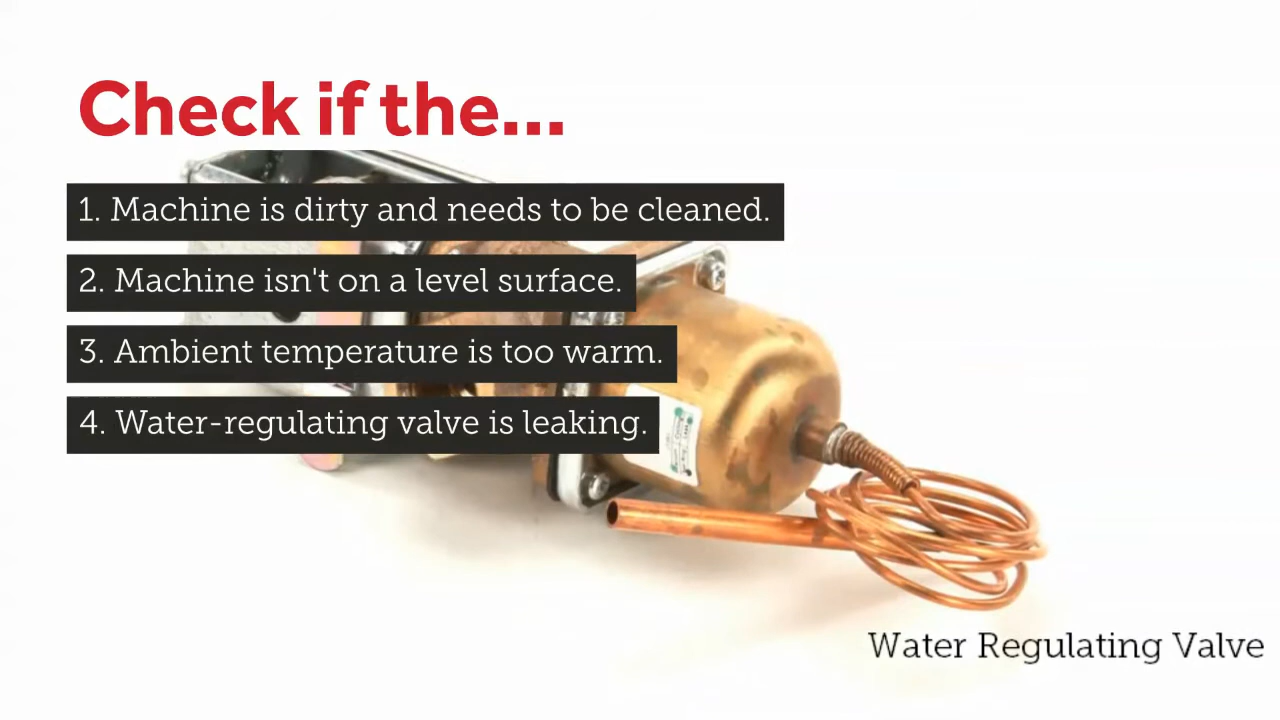 Check if the...
1. Machine is dirty and needs to be cleaned.
2. Machine isn't on a level surface.
3. Ambient temperature is too warm.
4. Water-regulating valve is leaking.
Water Regulating Valve